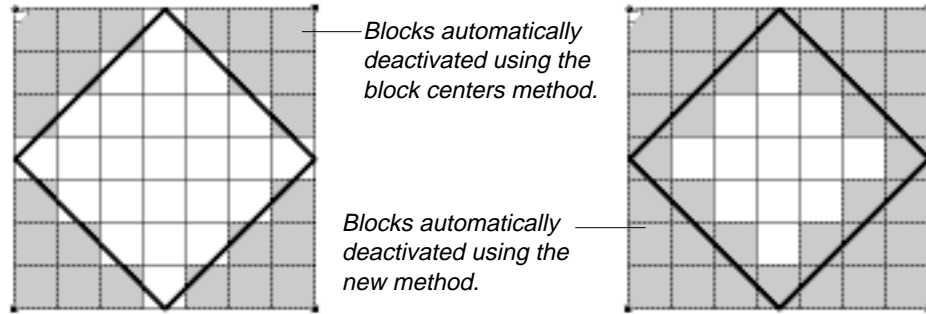 Blocks automatically
deactivated using the
block centers method.
Blocks automatically
deactivated using the
new method.